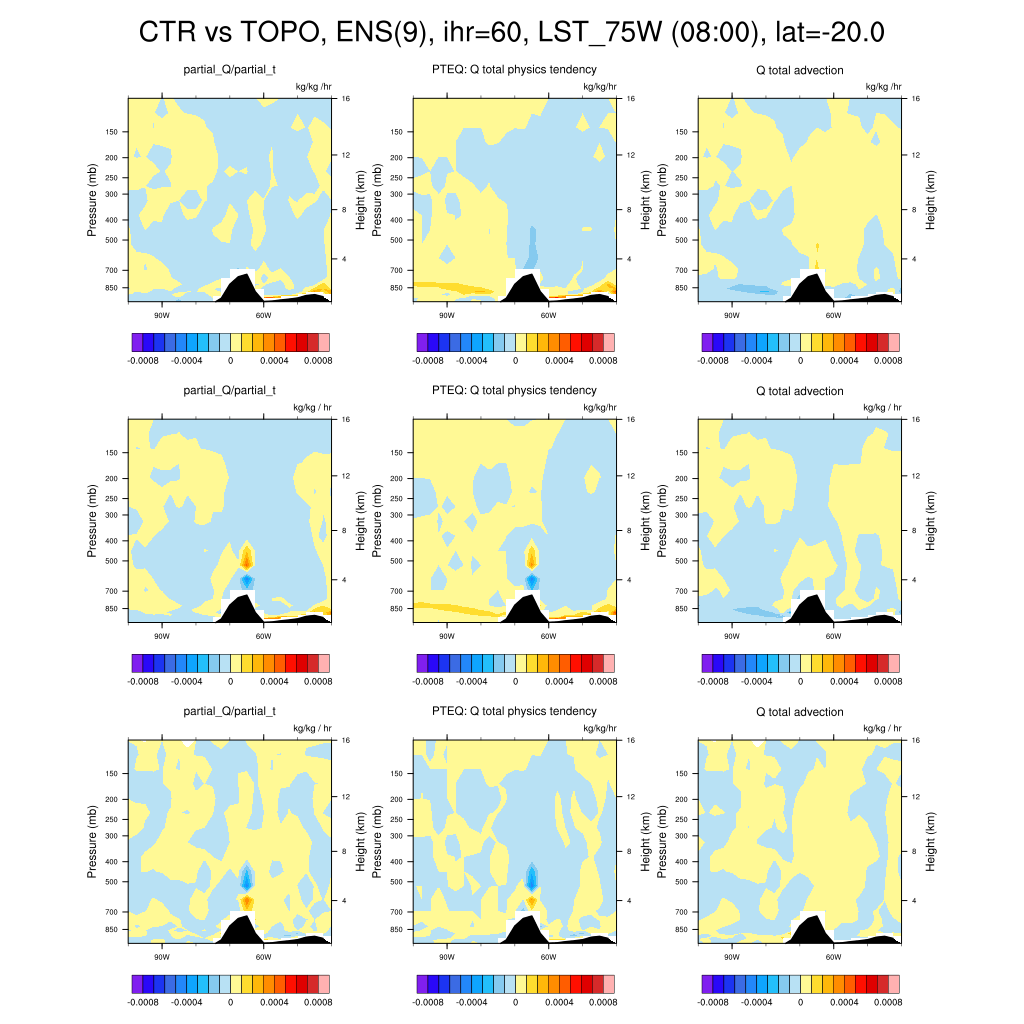 CTR vs TOPO, ENS(9), ihr=60, LST_75W (08:00), lat=-20.0
partial_Q/partial_t
kg/kg /hr
Pressure (mb)
150
200
250
300
400
500
700
850
16
12
8
4
Height (km)
90W
60W
-0.0008 -0.0004 0 0.0004 0.0008
PTEQ: Q total physics tendency
kg/kg/hr
Pressure (mb)
150
200
250
300
400
500
700
850
16
12
8
4
Height (km)
90W
60W
-0.0008 -0.0004 0 0.0004 0.0008
Q total advection
kg/kg /hr
Pressure (mb)
150
200
250
300
400
500
700
850
16
12
8
4
Height (km)
90W
60W
-0.0008 -0.0004 0 0.0004 0.0008
partial_Q/partial_t
kg/kg / hr
Pressure (mb)
150
200
250
300
400
500
700
850
16
12
8
4
Height (km)
90W
60W
-0.0008 -0.0004 0 0.0004 0.0008
PTEQ: Q total physics tendency
kg/kg/hr
Pressure (mb)
150
200
250
300
400
500
700
850
16
12
8
4
Height (km)
90W
60W
-0.0008 -0.0004 0 0.0004 0.0008
Q total advection
kg/kg / hr
Pressure (mb)
150
200
250
300
400
500
700
850
16
12
8
4
Height (km)
90W
60W
-0.0008 -0.0004 0 0.0004 0.0008
partial_Q/partial_t
kg/kg / hr
Pressure (mb)
150
200
250
300
400
500
700
850
16
12
8
4
Height (km)
90W
60W
-0.0008 -0.0004 0 0.0004 0.0008
PTEQ: Q total physics tendency
kg/kg/hr
Pressure (mb)
150
200
250
300
400
500
700
850
16
12
8
4
Height (km)
90W
60W
-0.0008 -0.0004 0 0.0004 0.0008
Q total advection
kg/kg / hr
Pressure (mb)
150
200
250
300
400
500
700
850
16
12
8
4
Height (km)
90W
60W
-0.0008 -0.0004 0 0.0004 0.0008